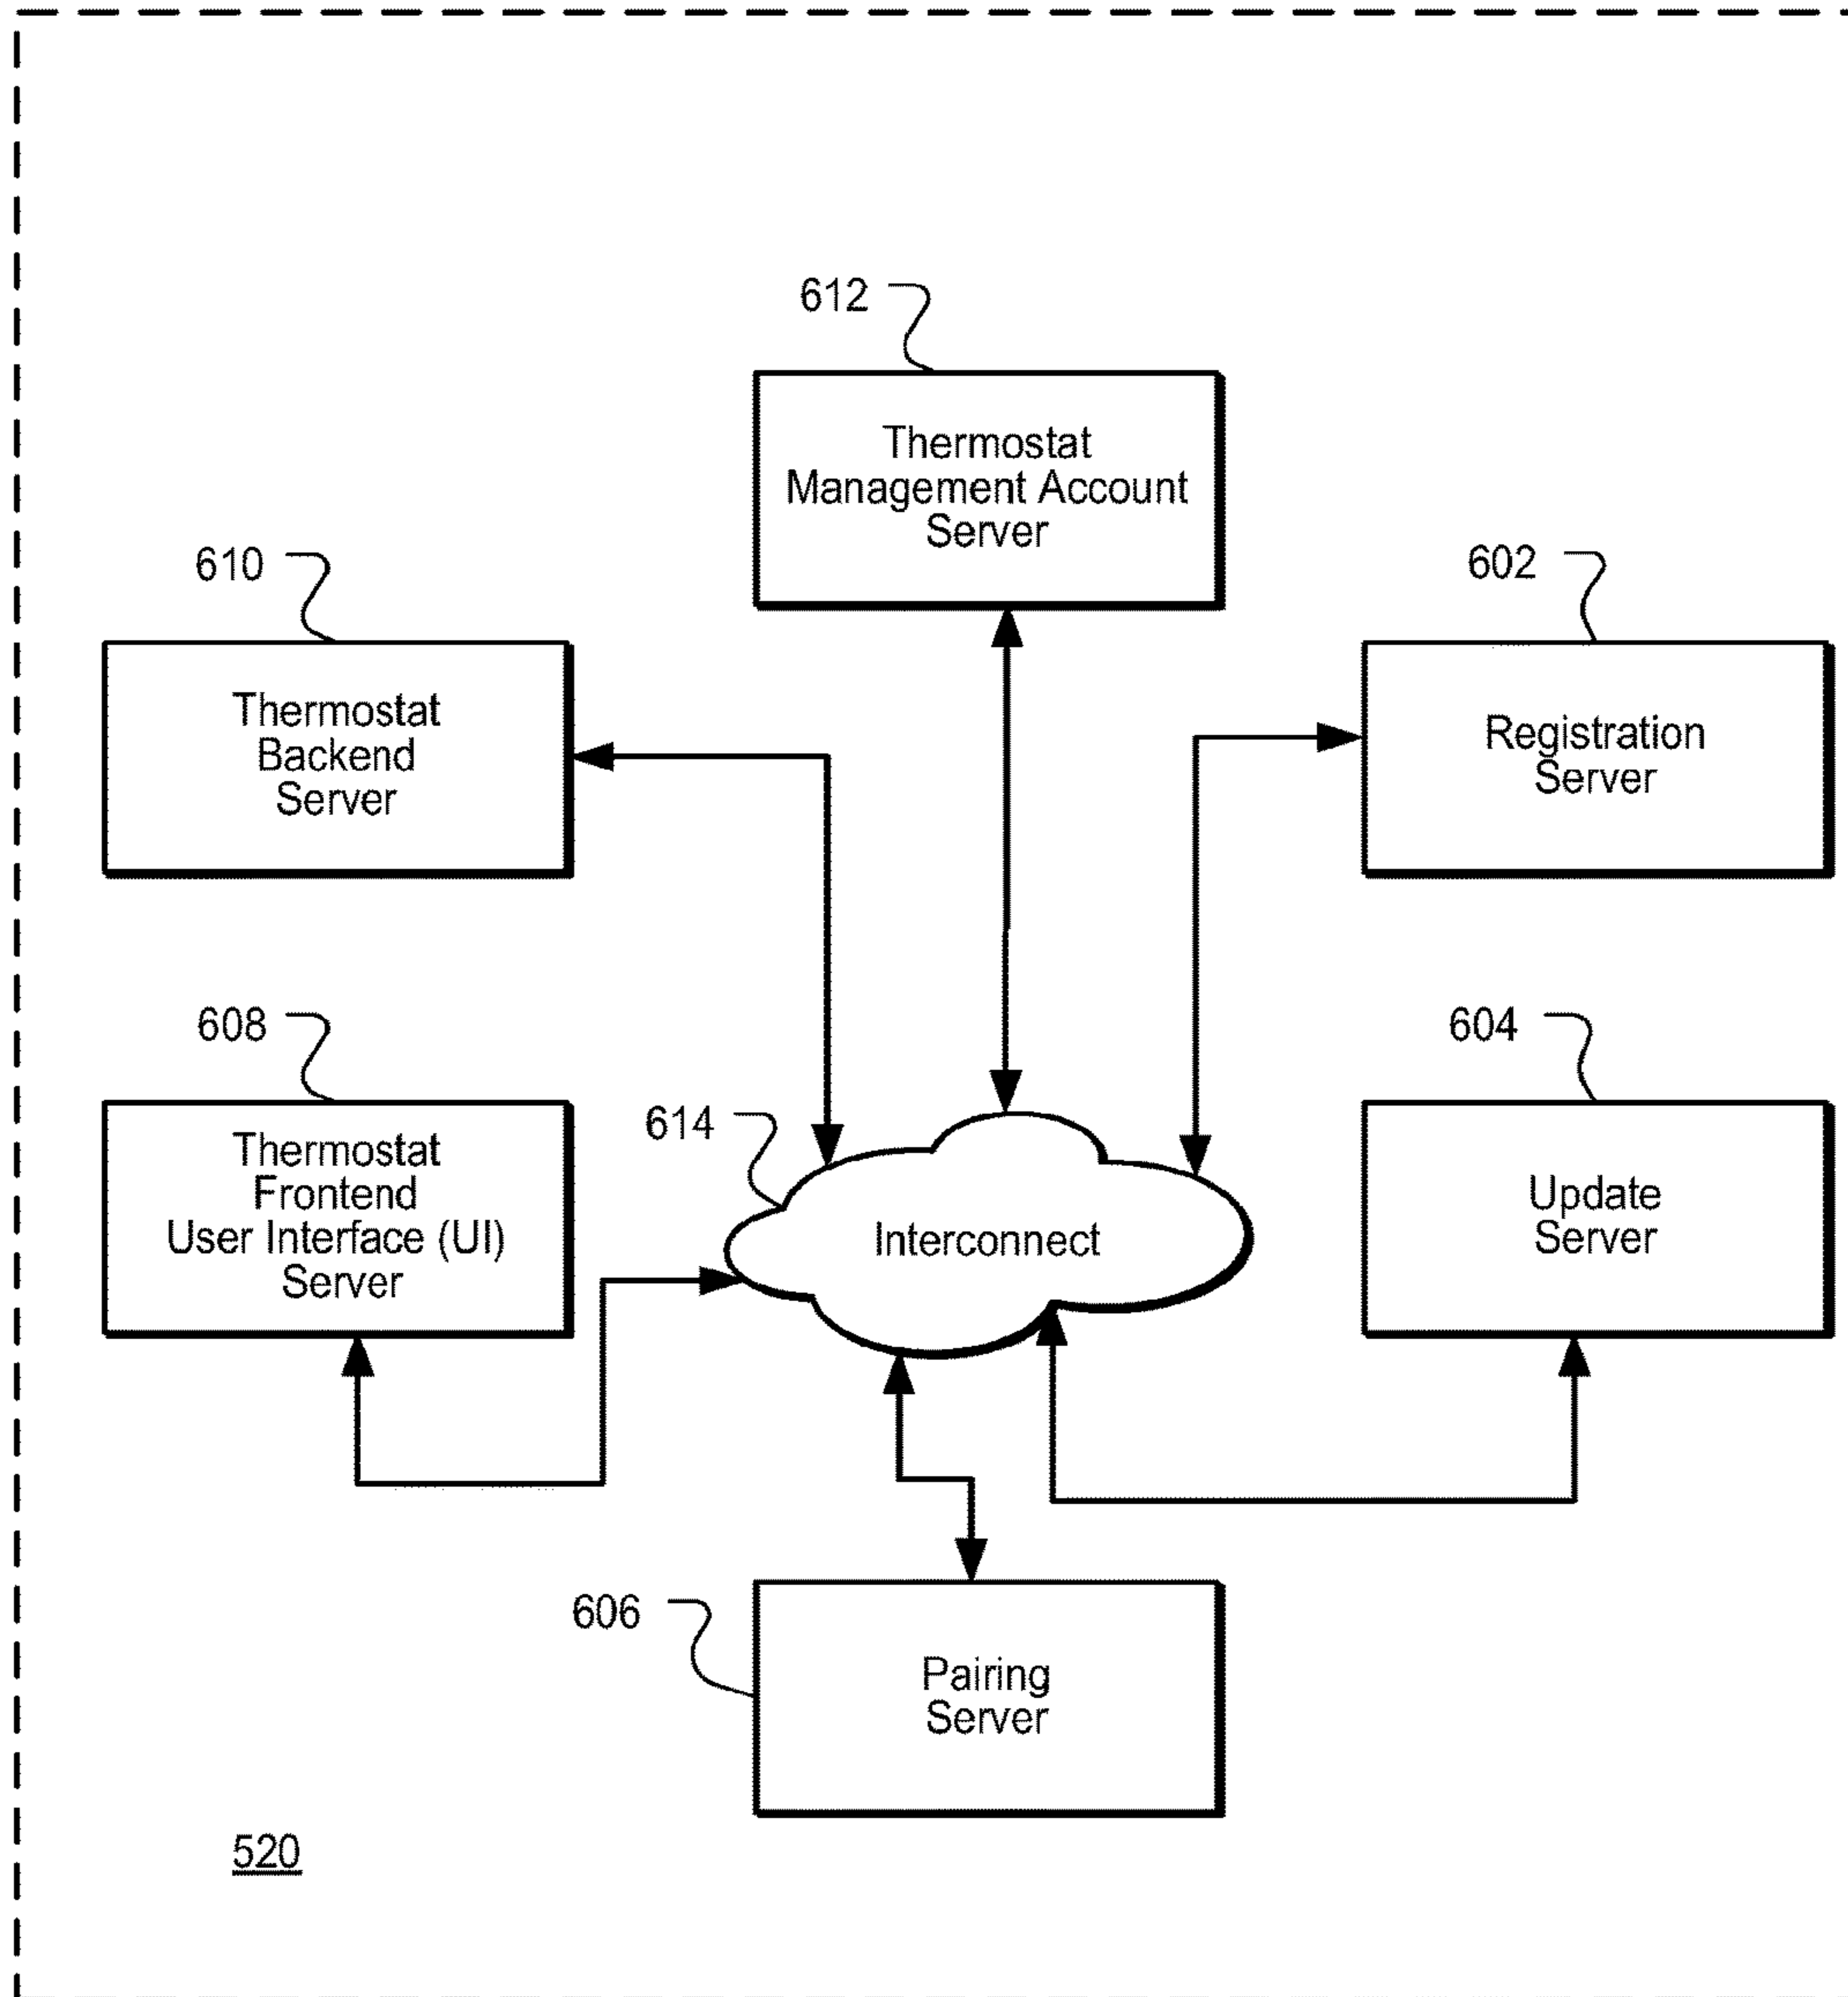 612
Thermostat
Management Account
Server
610
Thermostat
Backend
Server
602
Registration
Server
608
Thermostat
Frontend
User Interface (UI)
Server
614
Interconnect
604
Update
Server
606
Pairing
Server
520